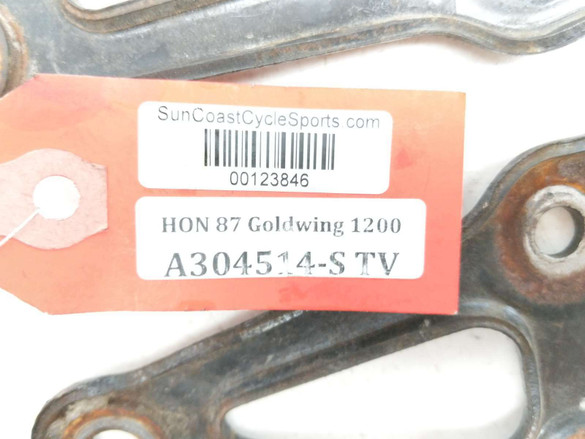 SunCoastCycleSports.com
00123846
HON 87 Goldwing 1200
A304514-S TV